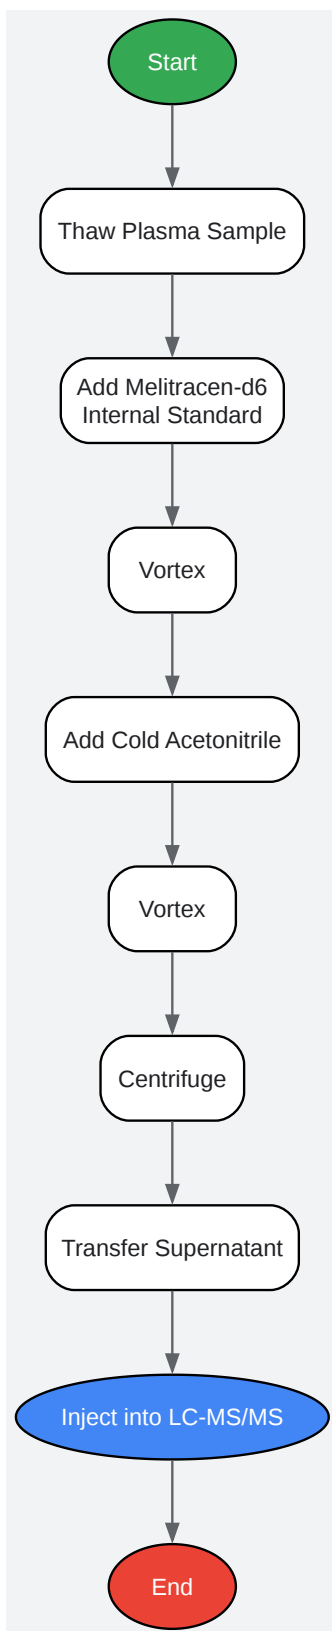 Start
Thaw Plasma Sample
Add Melitracen-d6
Internal Standard
Vortex
Add Cold Acetonitrile
Vortex
Centrifuge
Transfer Supernatant
Inject into LC-MS/MS
End